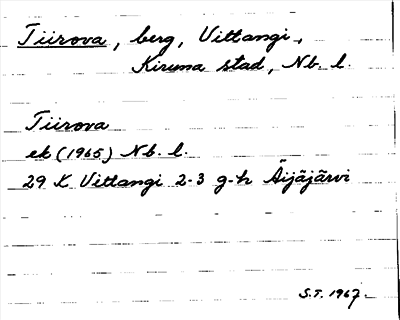 Tiirova, berg, Vittangi,
Kiruna stad, Nb. l.
Tiirova
ek (1965) Nb. l.
29 K Vittangi 2-3 g-h Äijäjärvi
S.T. 1967